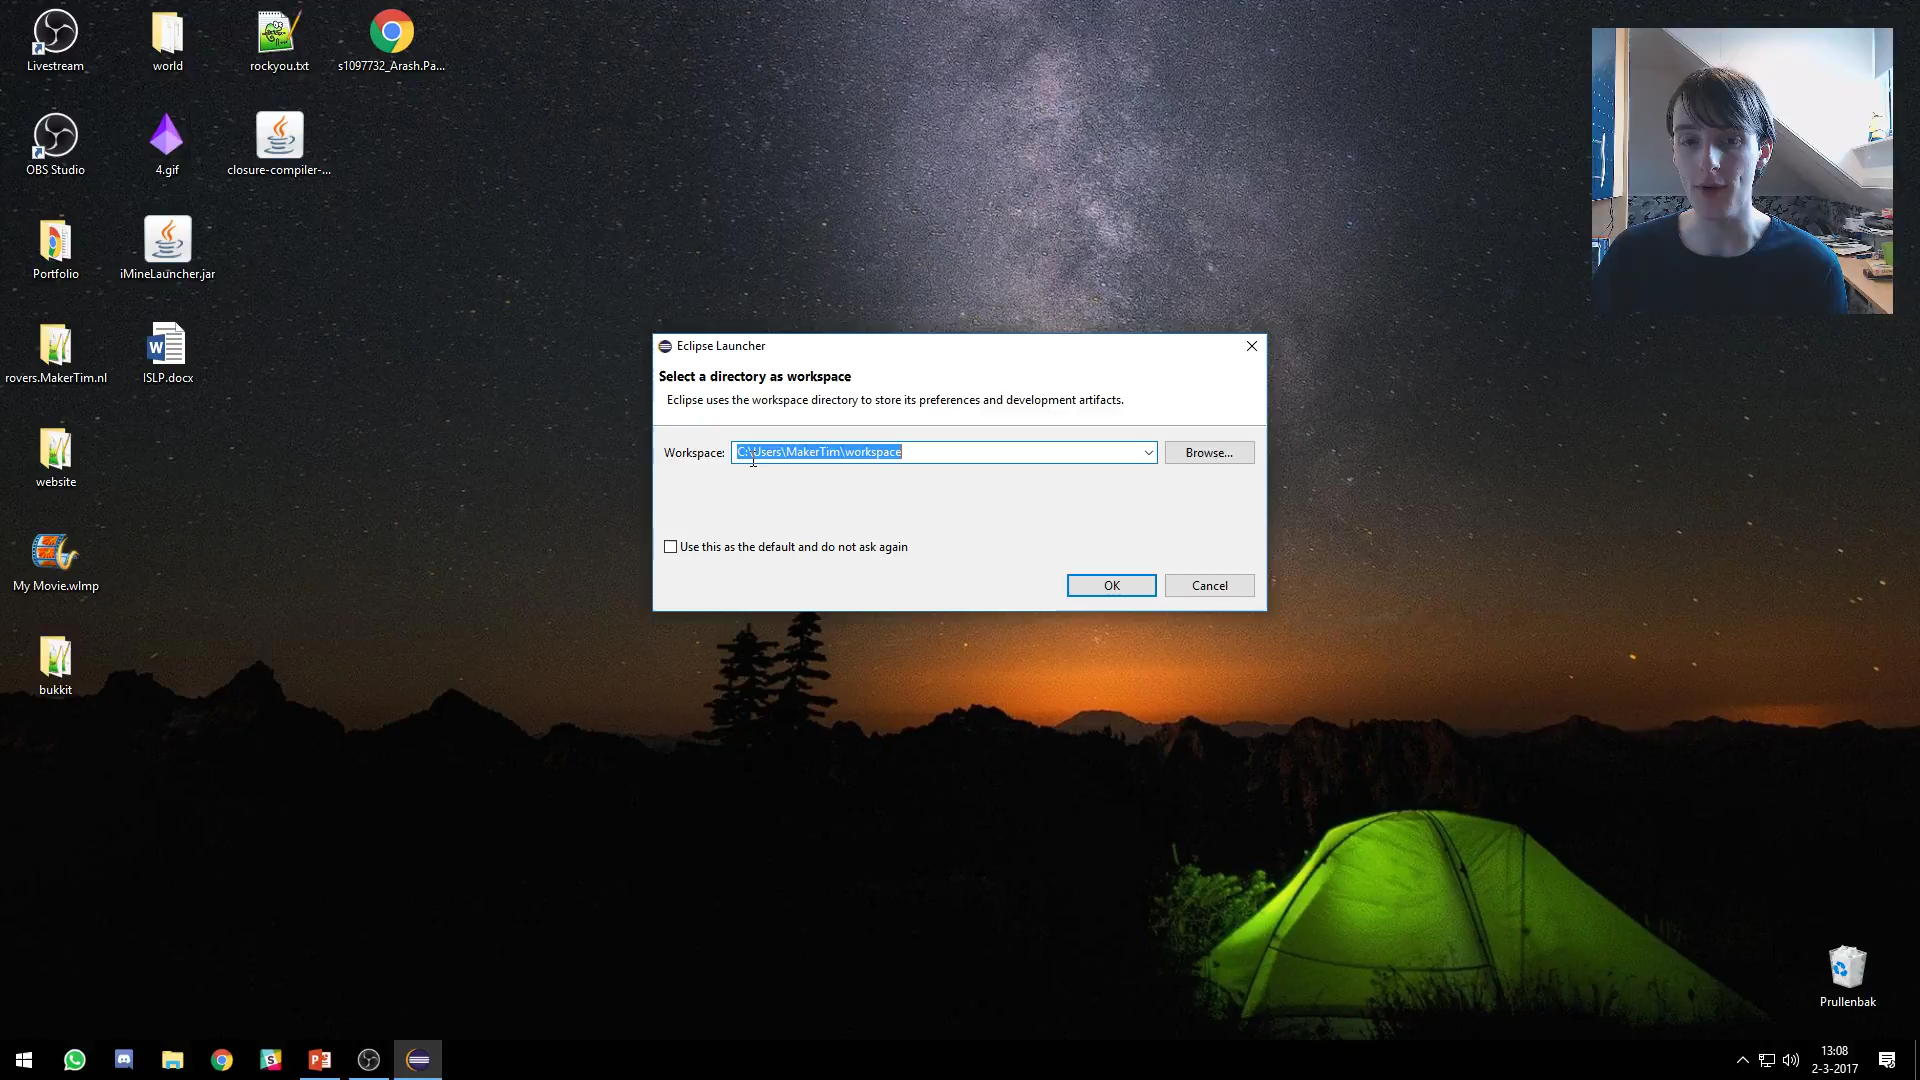 Livestream
world
rockyou.txt
s1097732_Arash.Pa...
OBS Studio
4.gif
closure-compiler-...
Portfolio
iMineLauncher.jar
rovers.MakerTim.nl
ISLP.docx
website
My Movie.wlmp
bukkit
Eclipse Launcher
Select a directory as workspace
Eclipse uses the workspace directory to store its preferences and development artifacts.
Workspace:
C:\Users\MakerTim\workspace
Browse...
Use this as the default and do not ask again
OK
Cancel
Prullenbak
13:08
2-3-2017